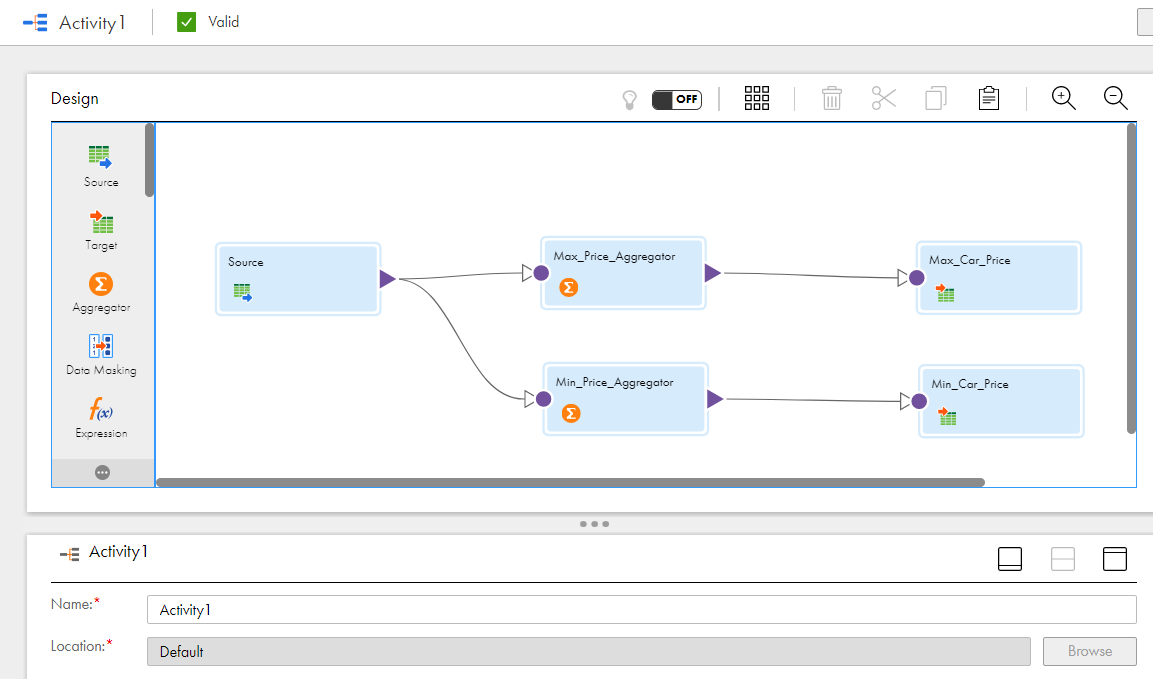 Activity1
Valid
Design
OFF
Source
Target
Aggregator
Data Masking
Expression
Source
Max_Price_Aggregator
Max_Car_Price
Min_Price_Aggregator
Min_Car_Price
Activity1
Name:*
Activity1
Location:*
Default
Browse